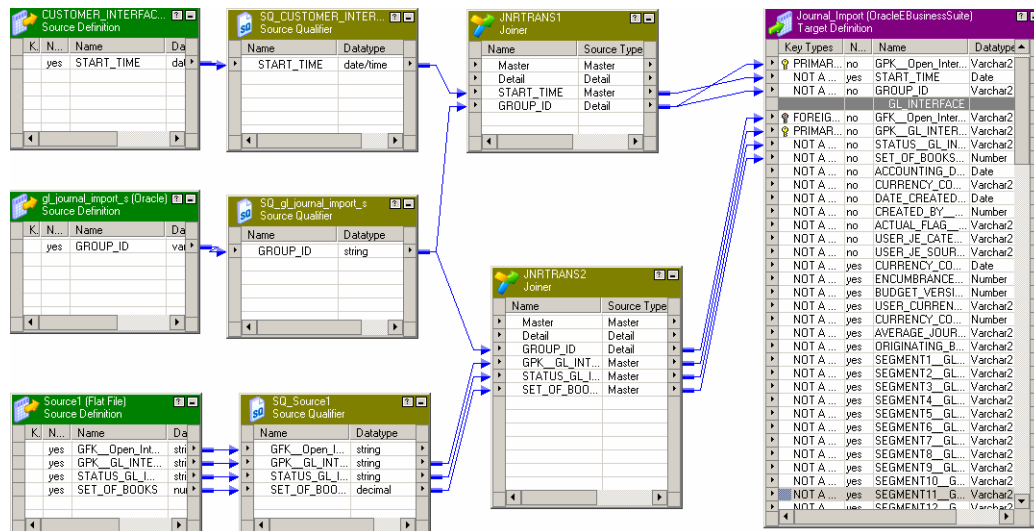 CUSTOMER_INTERFAC...
Source Definition
K. N... Name Da
yes START_TIME dat
SQ_CUSTOMER_INTER...
Source Qualifier
Name Datatype
START_TIME date/time
JNRTRANS1
Joiner
Name Source Type
Master Master
Detail Detail
START_TIME Master
GROUP_ID Detail
gl_journal_import_s (Oracle)
Source Definition
K. N... Name Da
yes GROUP_ID var
SQ_gl_journal_import_s
Source Qualifier
Name Datatype
GROUP_ID string
JNRTRANS2
Joiner
Name Source Type
Master Master
Detail Detail
GROUP_ID Detail
GPK__GL_INT... Master
STATUS_GL_I... Master
SET_OF_BOO... Master
Source1 (Flat File)
Source Definition
K. N... Name Da
yes GFK__Open_Int... stri
yes GPK__GL_INTE... stri
yes STATUS_GL_I... stri
yes SET_OF_BOOKS nu
SQ_Source1
Source Qualifier
Name Datatype
GFK__Open_I... string
GPK__GL_INT... string
STATUS_GL_I... string
SET_OF_BOO... decimal
Journal_Import (OracleEBusinessSuite)
Target Definition
Key Types N... Name Datatype
PRIMAR... no GPK__Open_Inter... Varchar2
NOT A ... yes START_TIME Date
NOT A ... no GROUP_ID Varchar2
GL_INTERFACE
FOREIG... no GFK__Open_Inter... Varchar2
PRIMAR... no GPK__GL_INTER... Varchar2
NOT A ... no STATUS__GL_IN... Varchar2
NOT A ... no SET_OF_BOOKS... Number
NOT A ... no ACCOUNTING_D... Date
NOT A ... no CURRENCY_CO... Varchar2
NOT A ... no DATE_CREATED... Date
NOT A ... no CREATED_BY__... Number
NOT A ... no ACTUAL_FLAG__... Varchar2
NOT A ... no USER_JE_CATE... Varchar2
NOT A ... no USER_JE_SOUR... Varchar2
NOT A ... yes CURRENCY_CO... Date
NOT A ... yes ENCUMBRANCE... Number
NOT A ... yes BUDGET_VERSI... Number
NOT A ... yes USER_CURREN... Varchar2
NOT A ... yes CURRENCY_CO... Number
NOT A ... yes AVERAGE_JOUR... Varchar2
NOT A ... yes ORIGINATING_B... Varchar2
NOT A ... yes SEGMENT1__GL... Varchar2
NOT A ... yes SEGMENT2__GL... Varchar2
NOT A ... yes SEGMENT3__GL... Varchar2
NOT A ... yes SEGMENT4__GL... Varchar2
NOT A ... yes SEGMENT5__GL... Varchar2
NOT A ... yes SEGMENT6__GL... Varchar2
NOT A ... yes SEGMENT7__GL... Varchar2
NOT A ... yes SEGMENT8__GL... Varchar2
NOT A ... yes SEGMENT9__GL... Varchar2
NOT A ... yes SEGMENT10__G... Varchar2
NOT A ... yes SEGMENT11__G... Varchar2
NOT A ... yes SEGMENT12__G... Varchar2